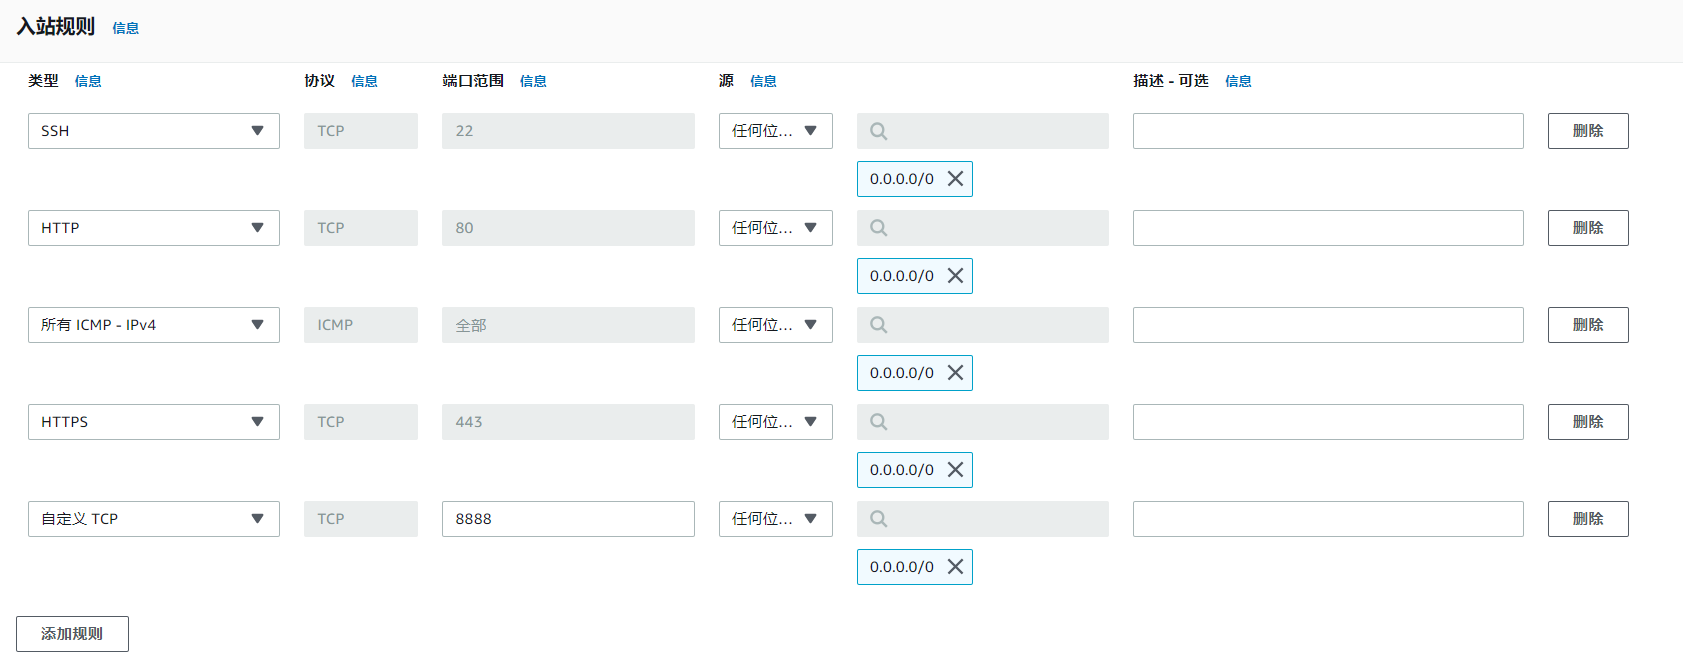 入站规则 信息
类型 信息 协议 信息 端口范围 信息 源 信息 描述 - 可选 信息
SSH TCP 22 任何位... 删除
0.0.0.0/0
HTTP TCP 80 任何位... 删除
0.0.0.0/0
所有 ICMP - IPv4 ICMP 全部 任何位... 删除
0.0.0.0/0
HTTPS TCP 443 任何位... 删除
0.0.0.0/0
自定义 TCP TCP 8888 任何位... 删除
0.0.0.0/0
添加规则